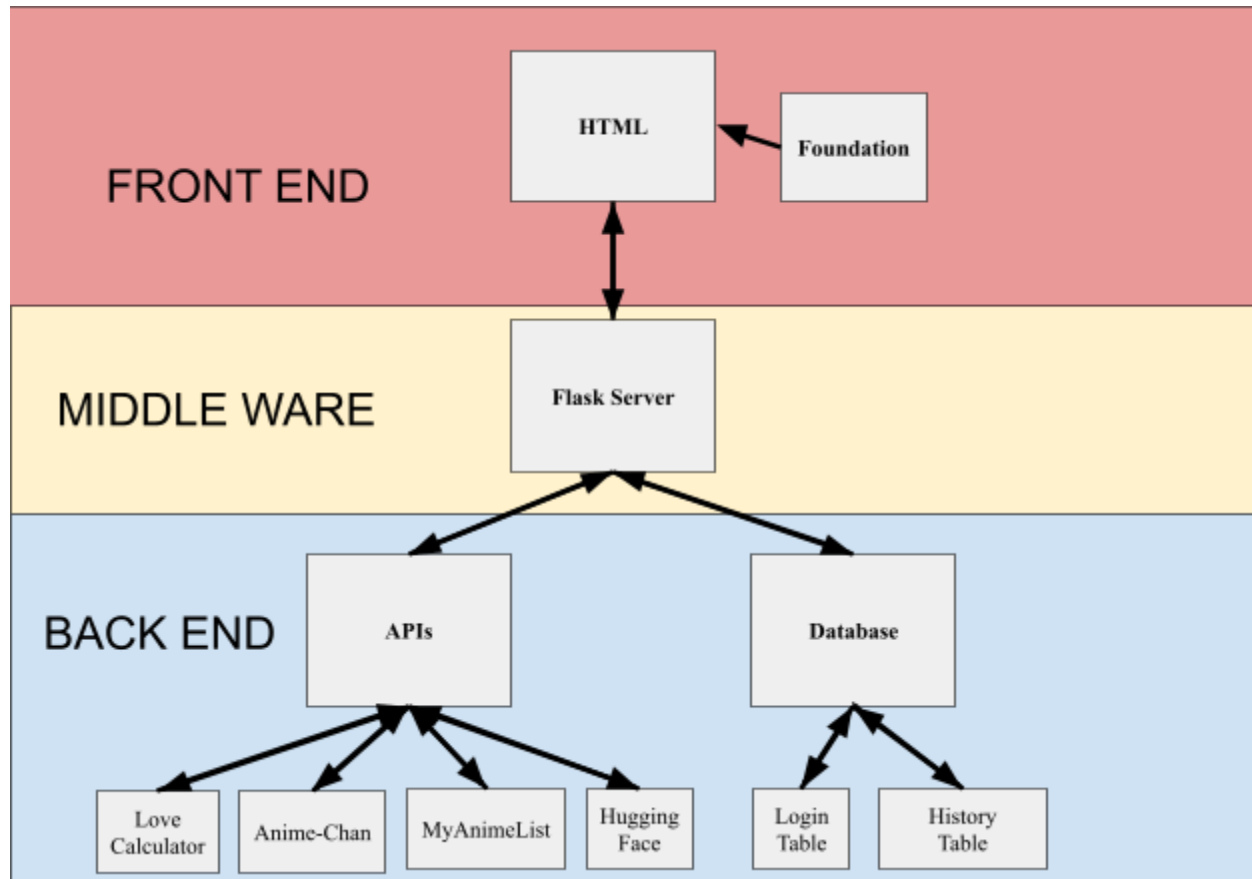 HTML
Foundation
FRONT END
Flask Server
MIDDLE WARE
BACK END
APIs
Database
Love
Calculator
Anime-Chan
MyAnimeList
Hugging
Face
Login
Table
History
Table